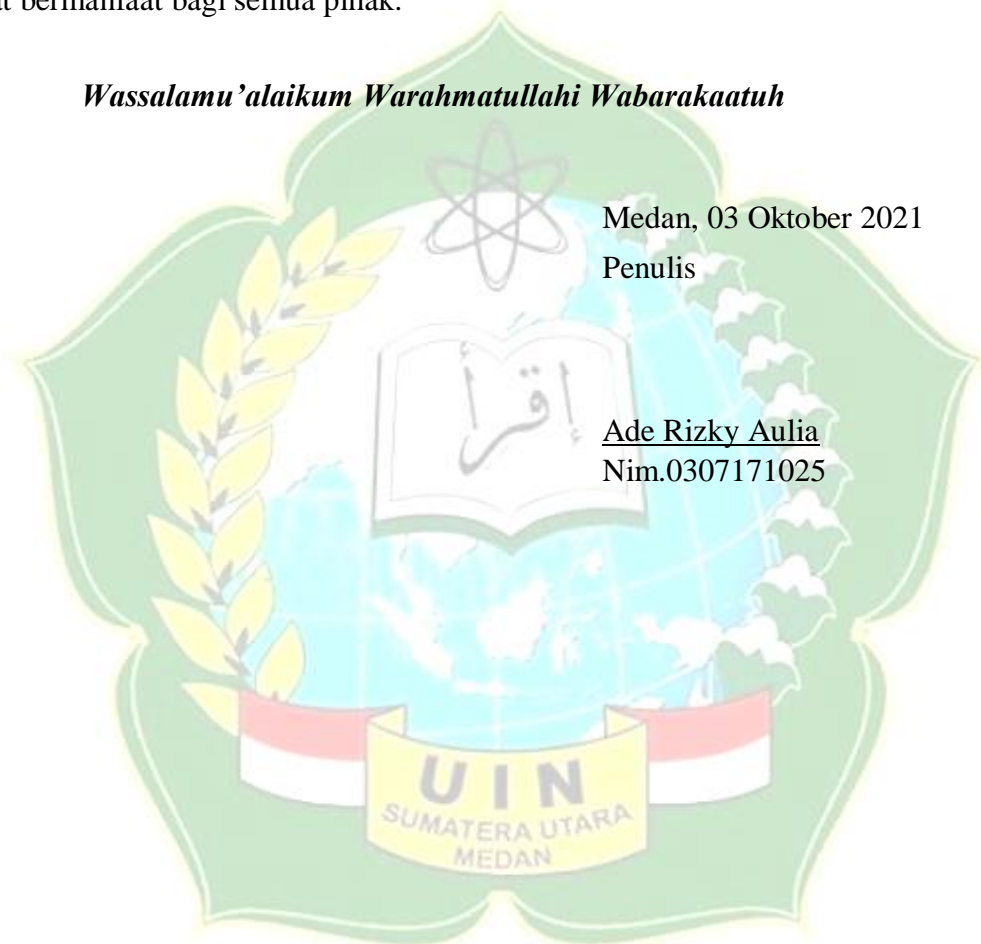 bermanfaat bagi semua pihak.
Wassalamu’alaikum Warahmatullahi Wabarakaatuh
Medan, 03 Oktober 2021
Penulis
إقرأ
Ade Rizky Aulia
Nim.0307171025
UIN
SUMATERA UTARA
MEDAN